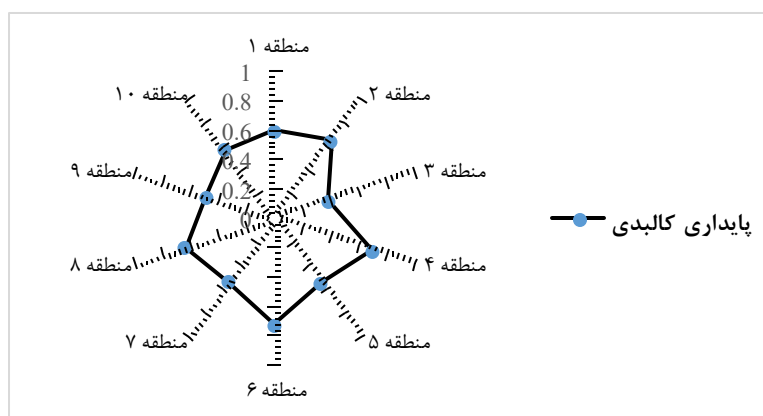 منطقه ۱
منطقه ۲
منطقه ۳
منطقه ۴
منطقه ۵
منطقه ۶
منطقه ۷
منطقه ۸
منطقه ۹
منطقه ۱۰
1
0.8
0.6
0.4
0.2
0
پایداری کالبدی